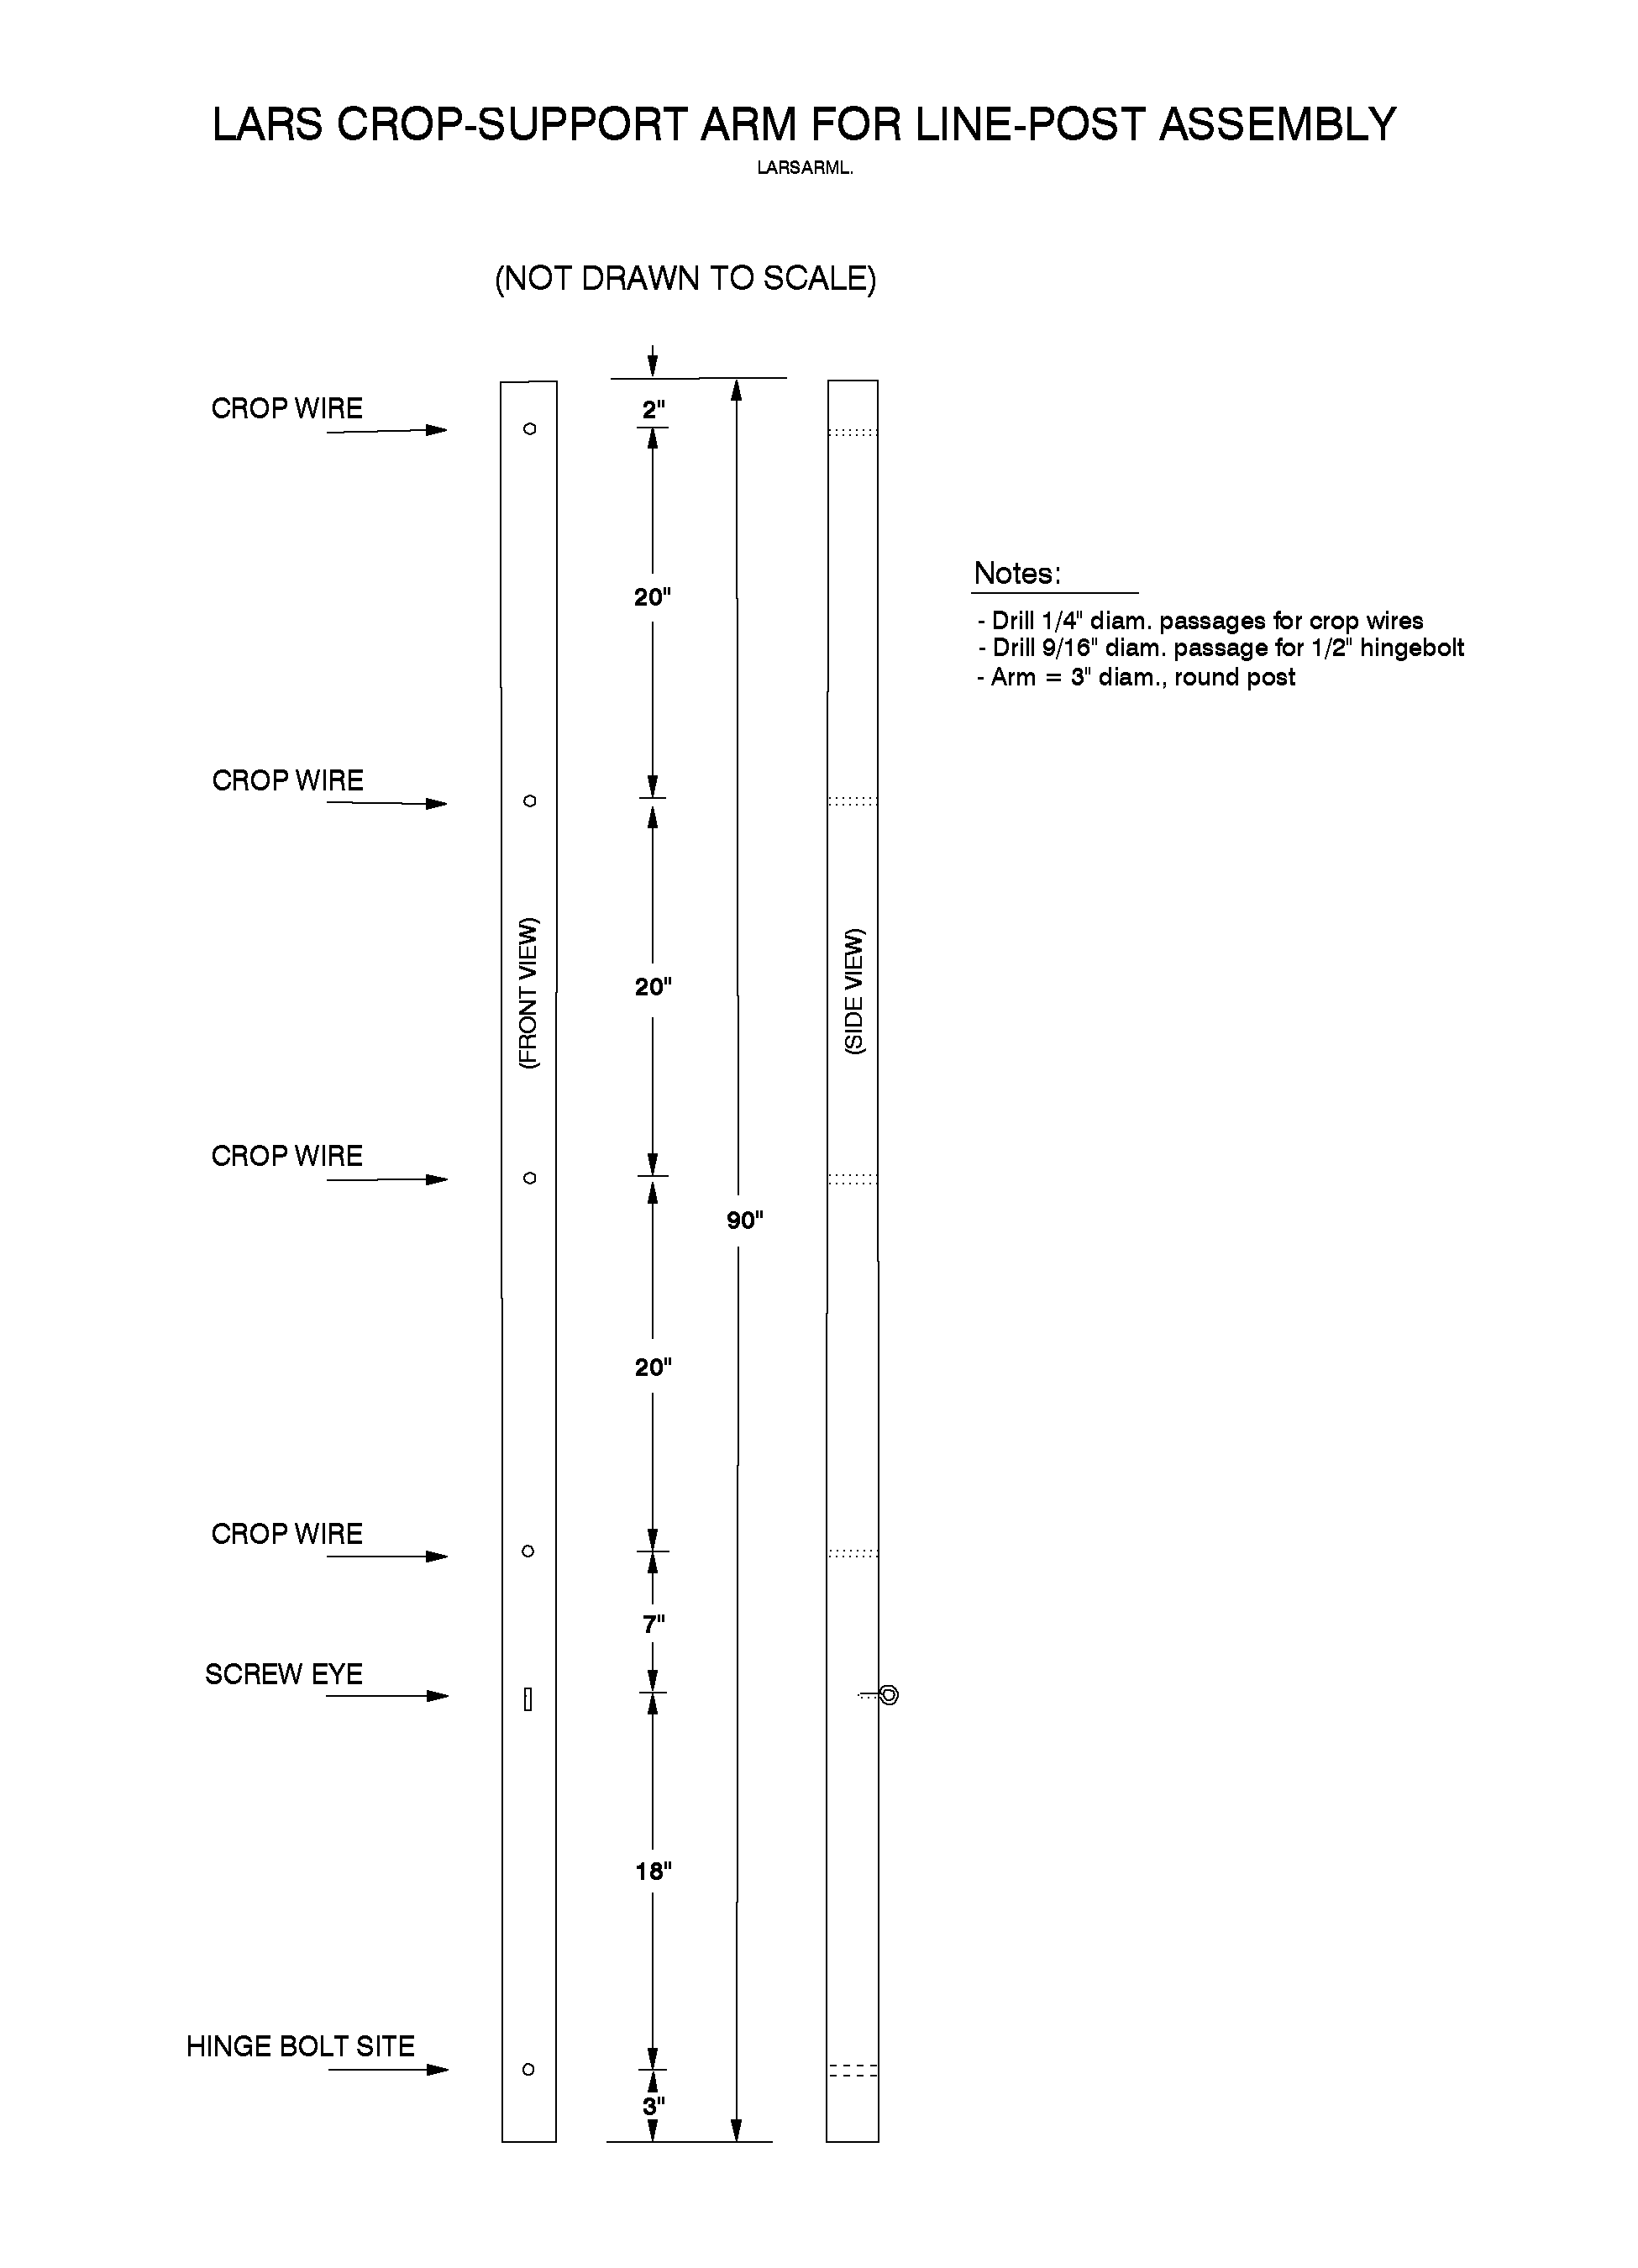 LARS CROP-SUPPORT ARM FOR LINE-POST ASSEMBLY
LARSARML.
(NOT DRAWN TO SCALE)
CROP WIRE
2"
20"
Notes:
- Drill 1/4" diam. passages for crop wires
- Drill 9/16" diam. passage for 1/2" hingebolt
- Arm = 3" diam., round post
CROP WIRE
(FRONT VIEW)
20"
(SIDE VIEW)
CROP WIRE
90"
20"
CROP WIRE
7"
SCREW EYE
18"
HINGE BOLT SITE
3"